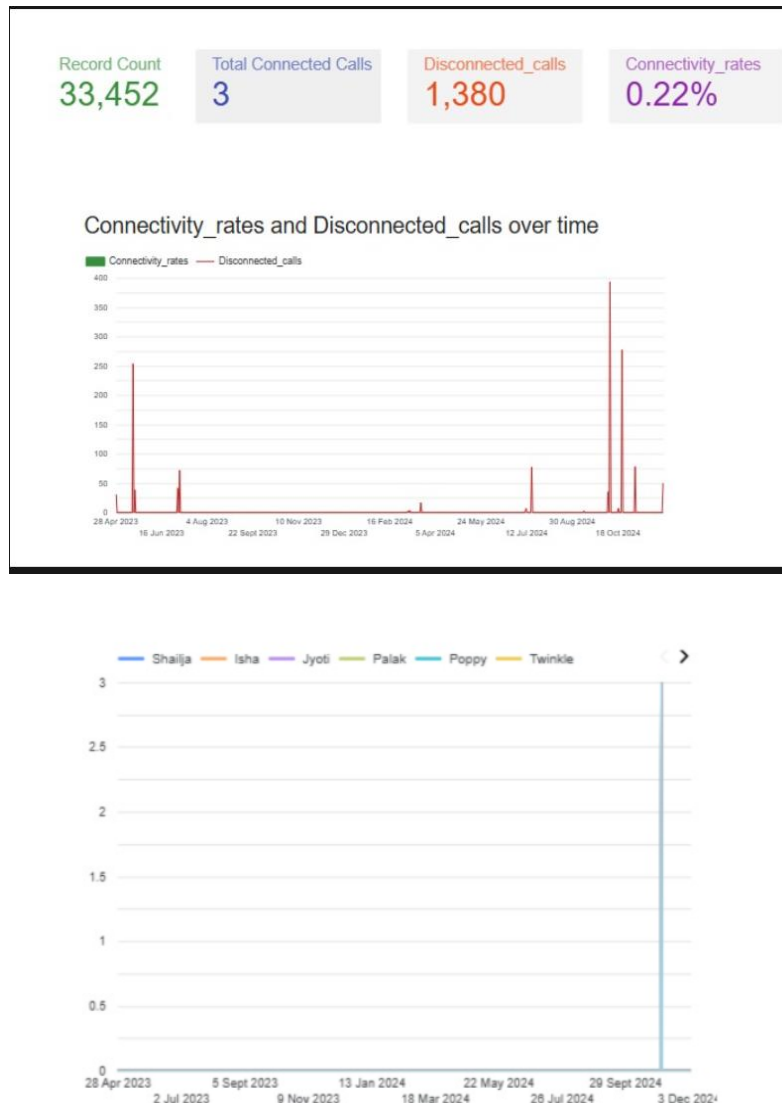 Record Count
33,452
Total Connected Calls
3
Disconnected_calls
1,380
Connectivity_rates
0.22%
Connectivity_rates and Disconnected_calls over time
Connectivity_rates Disconnected_calls
400
350
300
250
200
150
100
50
0
28 Apr 2023 4 Aug 2023 10 Nov 2023 16 Feb 2024 24 May 2024 30 Aug 2024
16 Jun 2023 22 Sept 2023 29 Dec 2023 5 Apr 2024 12 Jul 2024 18 Oct 2024
Shailja Isha Jyoti Palak Poppy Twinkle
3
2.5
2
1.5
1
0.5
0
28 Apr 2023 5 Sept 2023 13 Jan 2024 22 May 2024 29 Sept 2024
2 Jul 2023 9 Nov 2023 18 Mar 2024 26 Jul 2024 3 Dec 2024